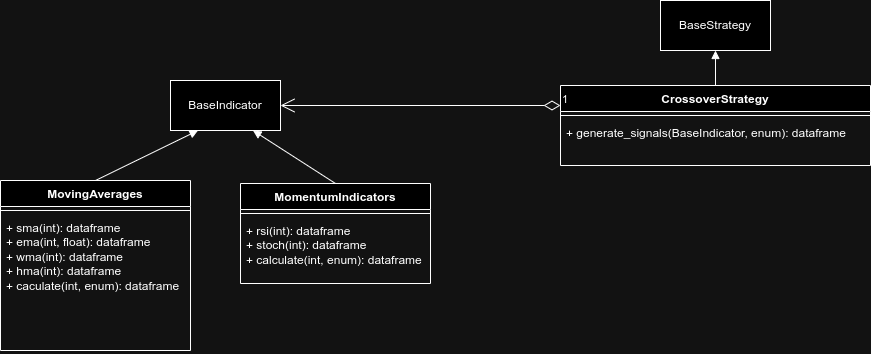 BaseStrategy
BaseIndicator
1
CrossoverStrategy
+ generate_signals(BaseIndicator, enum): dataframe
MovingAverages
+ sma(int): dataframe
+ ema(int, float): dataframe
+ wma(int): dataframe
+ hma(int): dataframe
+ caculate(int, enum): dataframe
MomentumIndicators
+ rsi(int): dataframe
+ stoch(int): dataframe
+ calculate(int, enum): dataframe